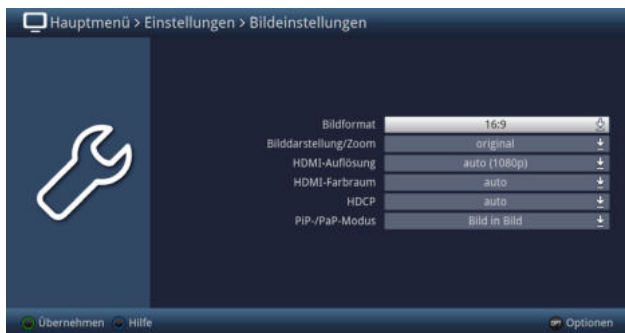 Hauptmenü > Einstellungen > Bildeinstellungen
Bildformat 16:9
Bilddarstellung/Zoom original
HDMI-Auflösung auto (1080p)
HDMI-Farbraum auto
HDCP auto
PiP-/PaP-Modus Bild in Bild
Übernehmen Hilfe OPT Optionen